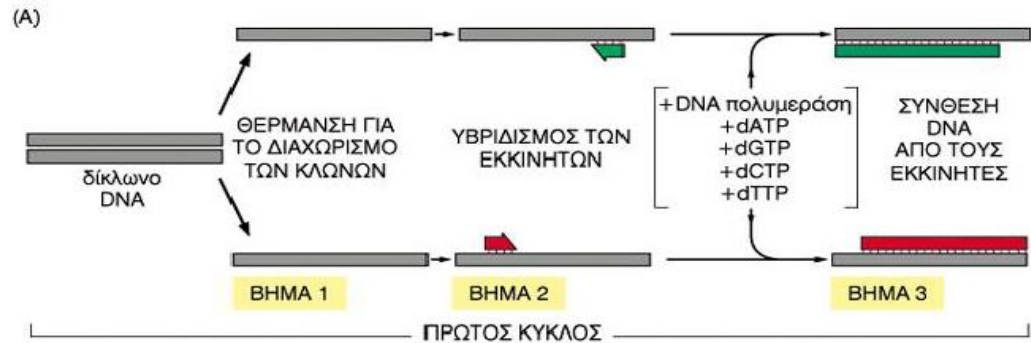 (A)
ΘΕΡΜΑΝΣΗ ΓΙΑ
ΤΟ ΔΙΑΧΩΡΙΣΜΟ
ΤΩΝ ΚΛΩΝΩΝ
δίκλωνο
DNA
ΥΒΡΙΔΙΣΜΟΣ ΤΩΝ
ΕΚΚΙΝΗΤΩΝ
+DNA πολυμεράση
+dATP
+dGTP
+dCTP
+dTTP
ΣΥΝΘΕΣΗ
DNA
ΑΠΟ ΤΟΥΣ
ΕΚΚΙΝΗΤΕΣ
ΒΗΜΑ 1
ΒΗΜΑ 2
ΒΗΜΑ 3
ΠΡΩΤΟΣ ΚΥΚΛΟΣ